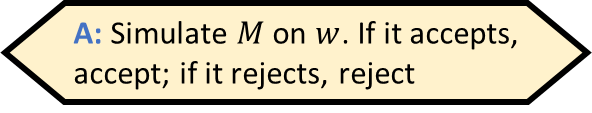 A: Simulate M on w. If it accepts,
accept; if it rejects, reject